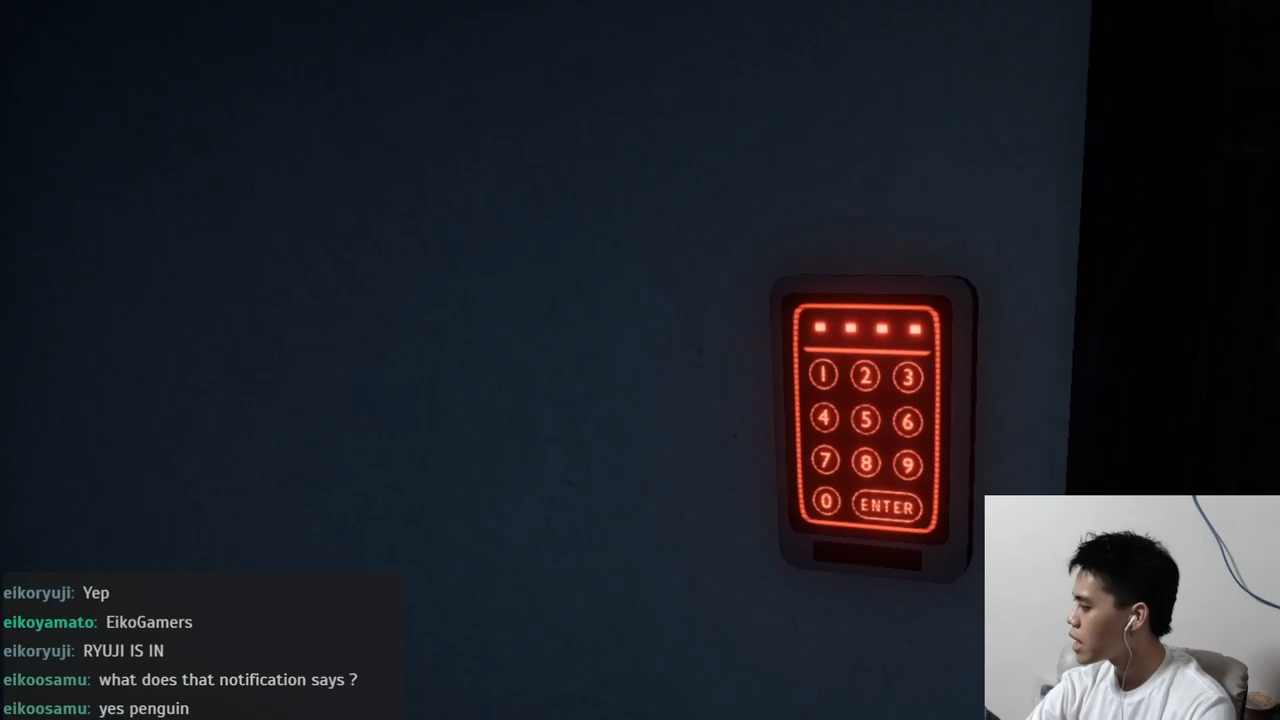 1 2 3
4 5 6
7 8 9
0 ENTER
eikoryuji: Yep
eikoyamato: EikoGamers
eikoryuji: RYUJI IS IN
eikoosamu: what does that notification says ?
eikoosamu: yes penguin